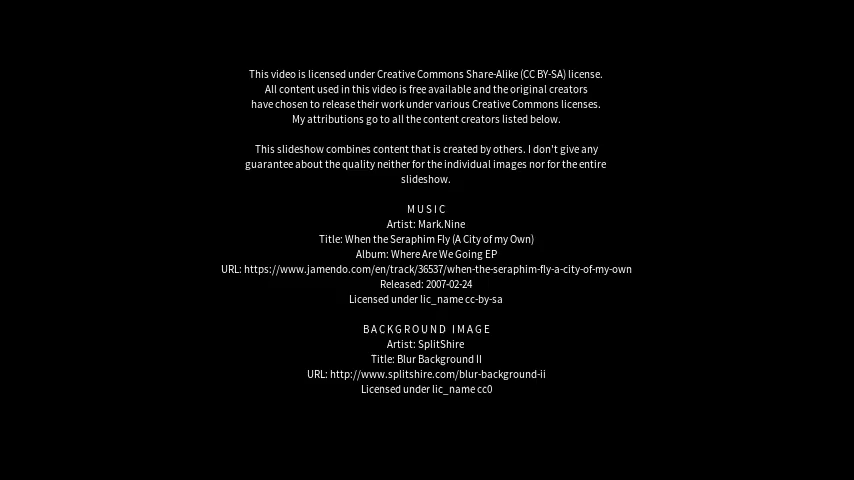 This video is licensed under Creative Commons Share-Alike (CC BY-SA) license.
All content used in this video is free available and the original creators
have chosen to release their work under various Creative Commons licenses.
My attributions go to all the content creators listed below.
This slideshow combines content that is created by others. I don't give any
guarantee about the quality neither for the individual images nor for the entire
slideshow.
MUSIC
Artist: Mark.Nine
Title: When the Seraphim Fly (A City of my Own)
Album: Where Are We Going EP
URL: https://www.jamendo.com/en/track/36537/when-the-seraphim-fly-a-city-of-my-own
Released: 2007-02-24
Licensed under lic_name cc-by-sa
BACKGROUND IMAGE
Artist: SplitShire
Title: Blur Background II
URL: http://www.splitshire.com/blur-background-ii
Licensed under lic_name cc0